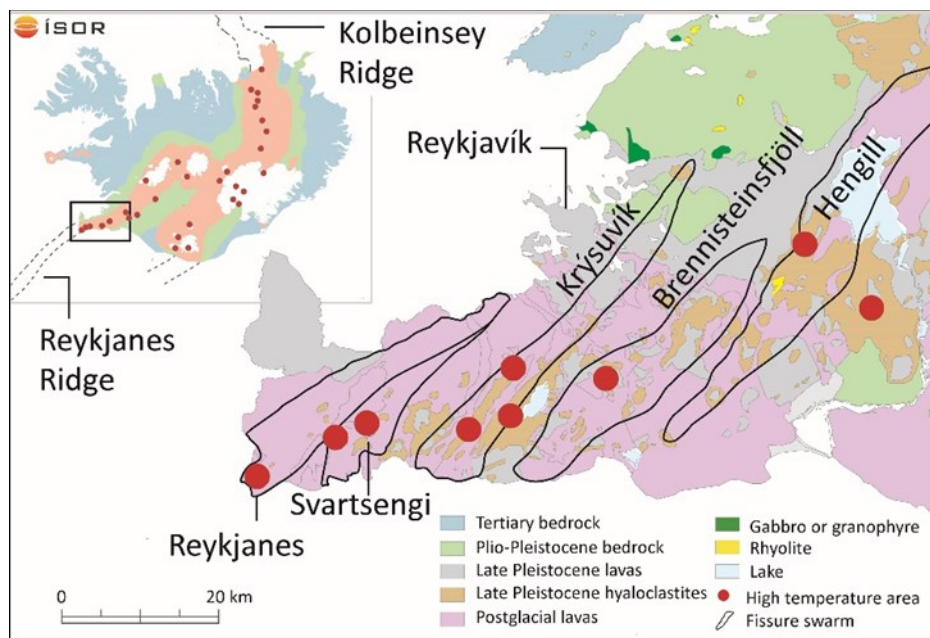 ÍSOR
Kolbeinsey
Ridge
Reykjavík
Reykjanes
Ridge
Krýsuvík
Brennisteinsfjöll
Hengill
Svartsengi
Reykjanes
0 20 km
Tertiary bedrock
Plio-Pleistocene bedrock
Late Pleistocene lavas
Late Pleistocene hyaloclastites
Postglacial lavas
Gabbro or granophyre
Rhyolite
Lake
High temperature area
Fissure swarm